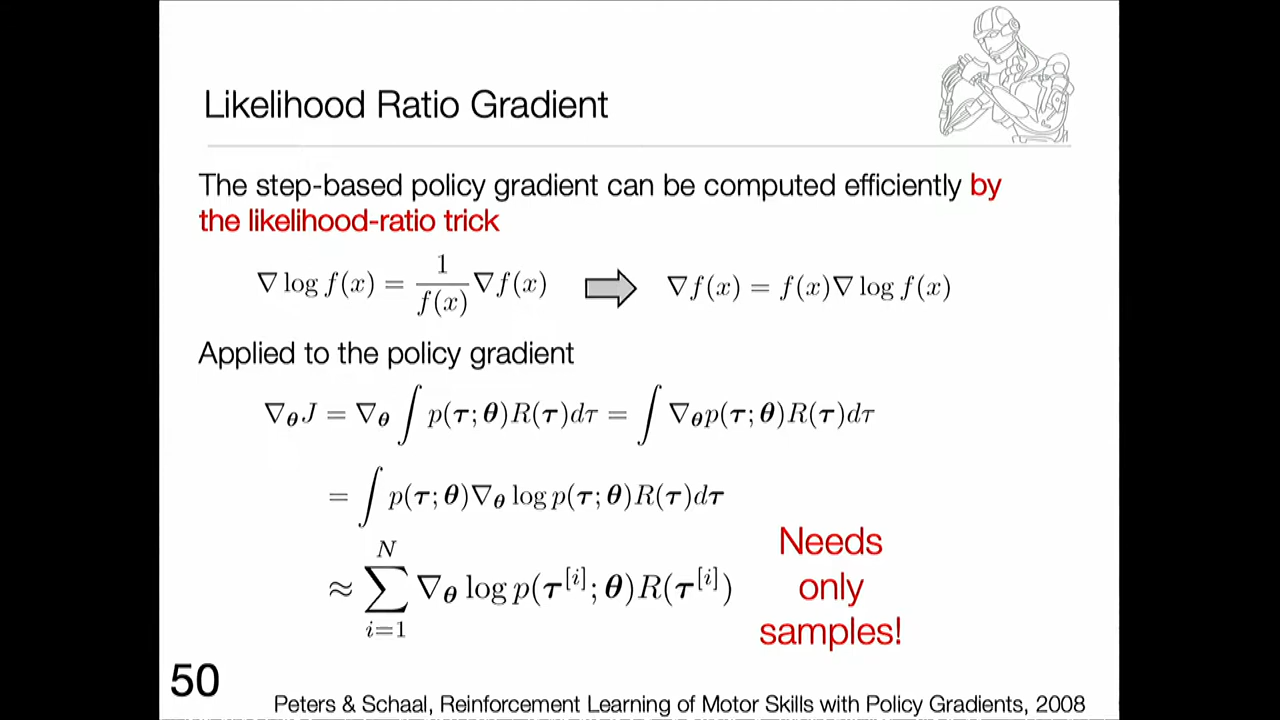 Likelihood Ratio Gradient
The step-based policy gradient can be computed efficiently by
the likelihood-ratio trick
∇ log f(x) = 1/f(x) ∇f(x) ⇒ ∇f(x) = f(x)∇ log f(x)
Applied to the policy gradient
∇_θ J = ∇_θ ∫ p(τ; θ)R(τ)dτ = ∫ ∇_θ p(τ; θ)R(τ)dτ
= ∫ p(τ; θ)∇_θ log p(τ; θ)R(τ)dτ
≈ ∑_{i=1}^{N} ∇_θ log p(τ^{[i]}; θ)R(τ^{[i]})
Needs
only
samples!
50
Peters & Schaal, Reinforcement Learning of Motor Skills with Policy Gradients, 2008